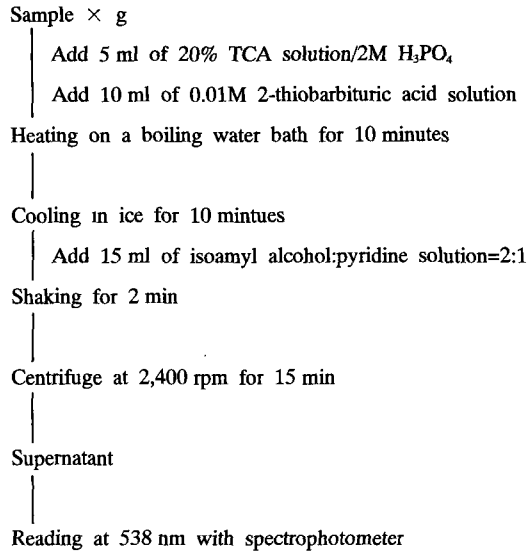 Sample × g
Add 5 ml of 20% TCA solution/2M H₃PO₄
Add 10 ml of 0.01M 2-thiobarbituric acid solution
Heating on a boiling water bath for 10 minutes
Cooling in ice for 10 mintues
Add 15 ml of isoamyl alcohol:pyridine solution=2:1
Shaking for 2 min
Centrifuge at 2,400 rpm for 15 min
Supernatant
Reading at 538 nm with spectrophotometer